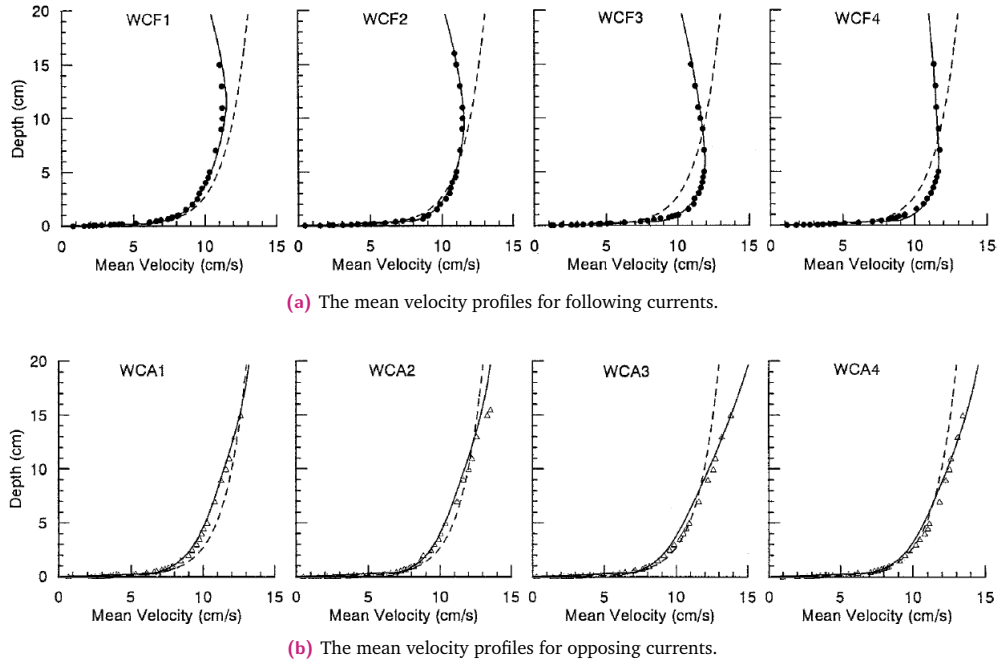 WCF1 WCF2 WCF3 WCF4
20
15
10
5
0
Depth (cm)
0 5 10 15 0 5 10 15 0 5 10 15 0 5 10 15
Mean Velocity (cm/s) Mean Velocity (cm/s) Mean Velocity (cm/s) Mean Velocity (cm/s)
(a) The mean velocity profiles for following currents.
WCA1 WCA2 WCA3 WCA4
20
15
10
5
0
Depth (cm)
0 5 10 15 0 5 10 15 0 5 10 15 0 5 10 15
Mean Velocity (cm/s) Mean Velocity (cm/s) Mean Velocity (cm/s) Mean Velocity (cm/s)
(b) The mean velocity profiles for opposing currents.